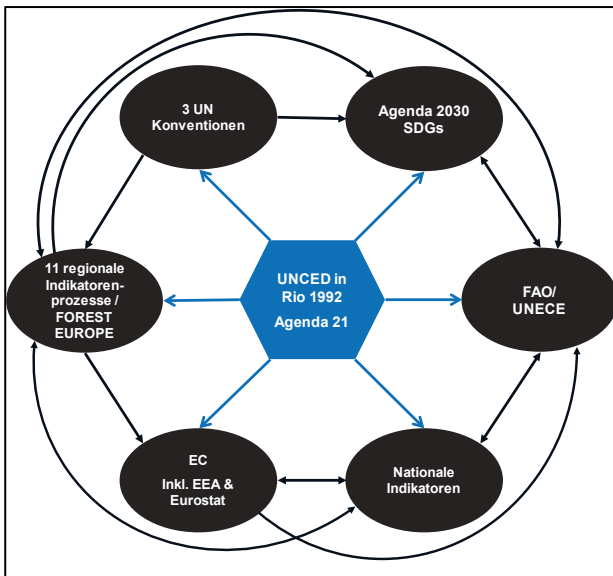 3 UN
Konventionen
Agenda 2030
SDGs
11 regionale
Indikatoren-
prozesse /
FOREST
EUROPE
UNCED in
Rio 1992
Agenda 21
FAO/
UNECE
EC
Inkl. EEA &
Eurostat
Nationale
Indikatoren